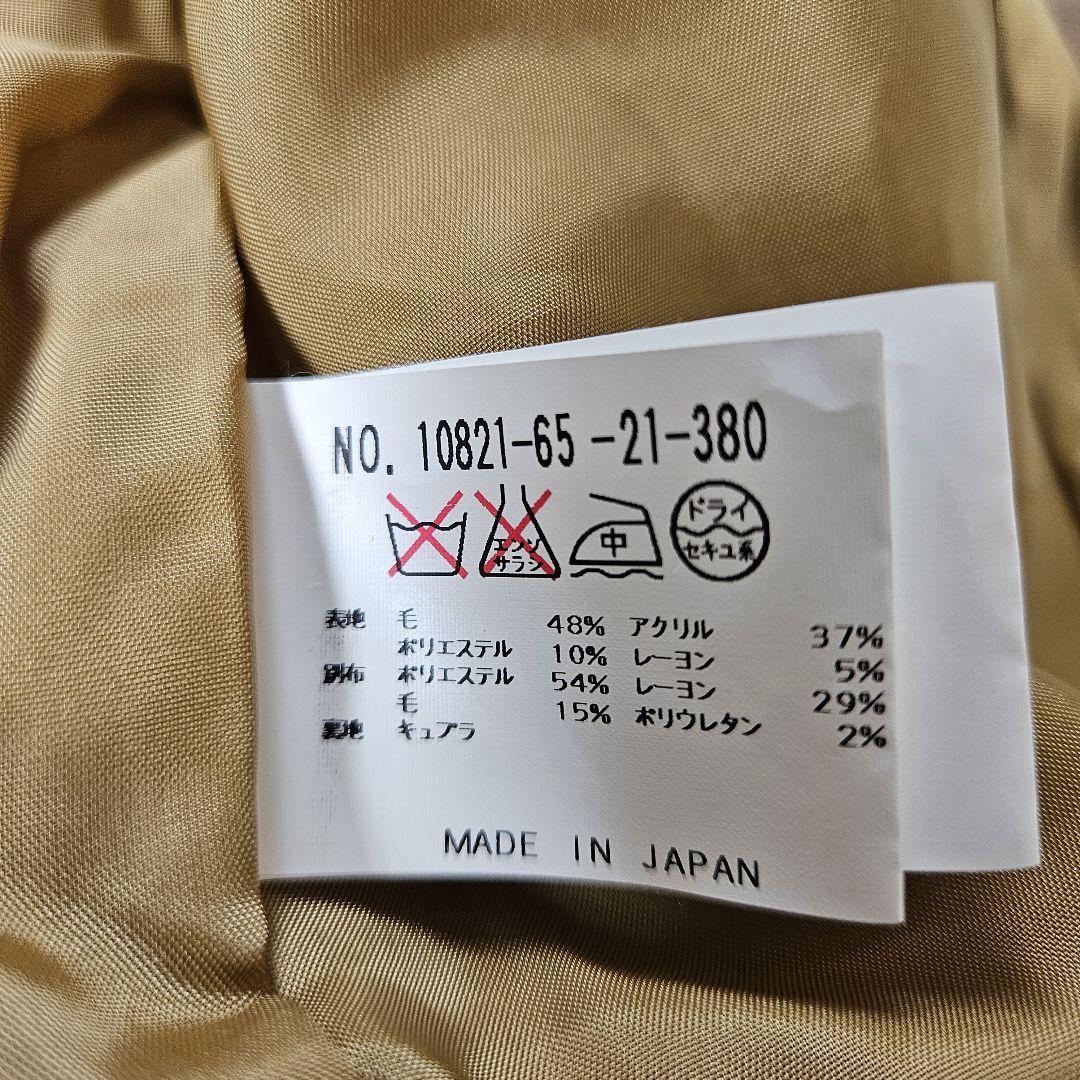 NO. 10821-65-21-380
エンソ
サラシ
中
ドライ
セキユ系
表地 毛 48% アクリル 37%
ポリエステル 10% レーヨン 5%
別布 ポリエステル 54% レーヨン 29%
毛 15% ポリウレタン 2%
裏地 キュプラ
MADE IN JAPAN